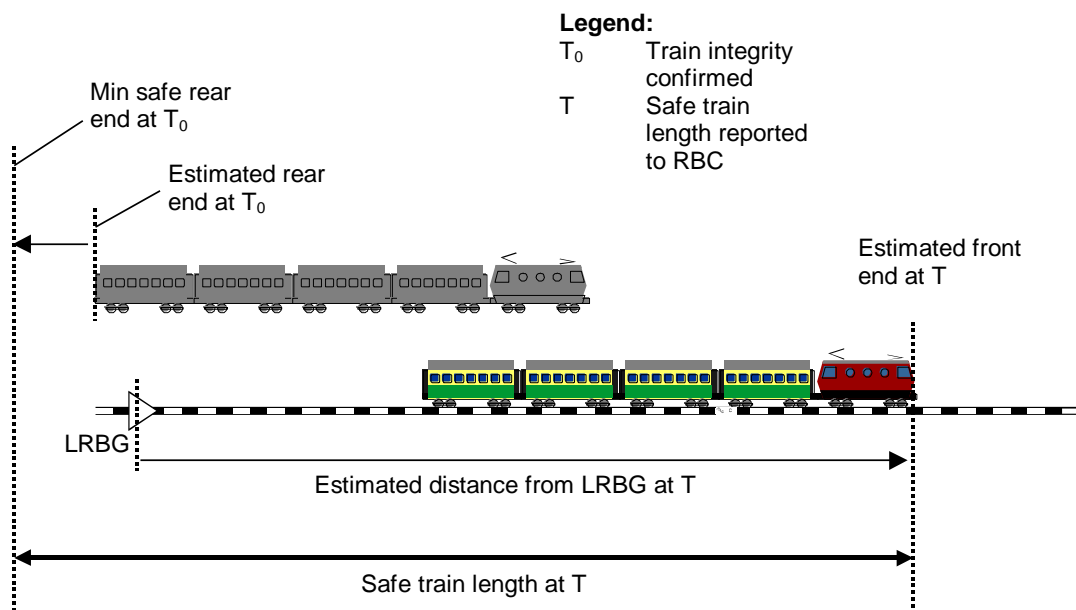 Legend:
T₀ Train integrity
confirmed
T Safe train
length reported
to RBC
Min safe rear
end at T₀
Estimated rear
end at T₀
Estimated front
end at T
LRBG
Estimated distance from LRBG at T
Safe train length at T